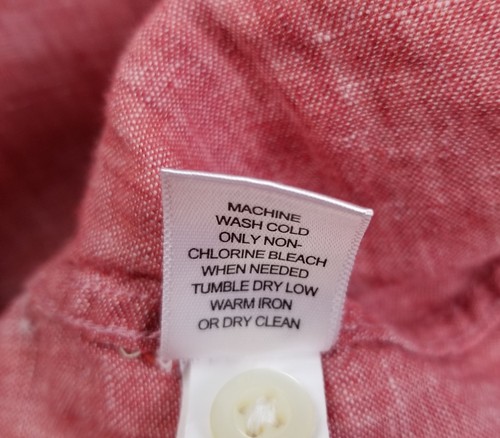 MACHINE
WASH COLD
ONLY NON-
CHLORINE BLEACH
WHEN NEEDED
TUMBLE DRY LOW
WARM IRON
OR DRY CLEAN